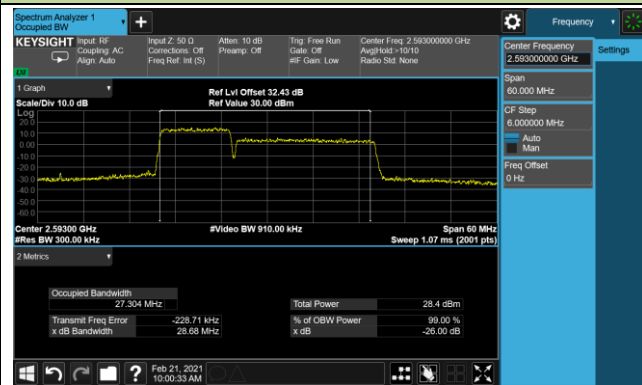 Spectrum Analyzer 1
Occupied BW
Frequency
KEYSIGHT
Input: RF
Coupling: AC
Align: Auto
Input Z: 50 Ω
Corrections: Off
Freq Ref: Int (S)
Atten: 10 dB
Preamp: Off
Trig: Free Run
Gate: Off
#IF Gain: Low
Center Freq: 2.593000000 GHz
Avg|Hold:>10/10
Radio Std: None
Center Frequency
2.593000000 GHz
Settings
Span
60.000 MHz
CF Step
6.000000 MHz
Auto
Man
Freq Offset
0 Hz
1 Graph
Scale/Div 10.0 dB
Ref Lvl Offset 32.43 dB
Ref Value 30.00 dBm
Log
20.0
10.0
0.00
-10.0
-20.0
-30.0
-40.0
-50.0
-60.0
Center 2.59300 GHz
#Res BW 300.00 kHz
#Video BW 910.00 kHz
Span 60 MHz
Sweep 1.07 ms (2001 pts)
2 Metrics
Occupied Bandwidth
27.304 MHz
Total Power
28.4 dBm
Transmit Freq Error
-228.71 kHz
% of OBW Power
99.00 %
x dB Bandwidth
28.68 MHz
x dB
-26.00 dB
?
Feb 21, 2021
10:00:33 AM